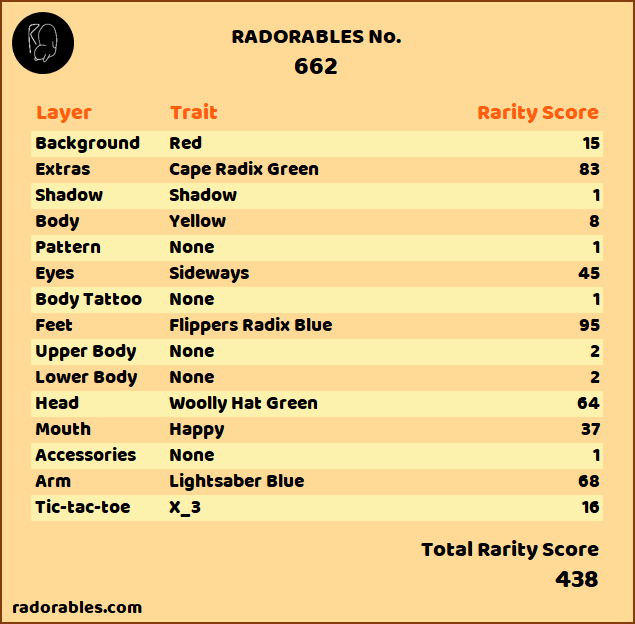 RADORABLES No.
662
Layer Trait Rarity Score
Background Red 15
Extras Cape Radix Green 83
Shadow Shadow 1
Body Yellow 8
Pattern None 1
Eyes Sideways 45
Body Tattoo None 1
Feet Flippers Radix Blue 95
Upper Body None 2
Lower Body None 2
Head Woolly Hat Green 64
Mouth Happy 37
Accessories None 1
Arm Lightsaber Blue 68
Tic-tac-toe X_3 16
Total Rarity Score
438
radorables.com